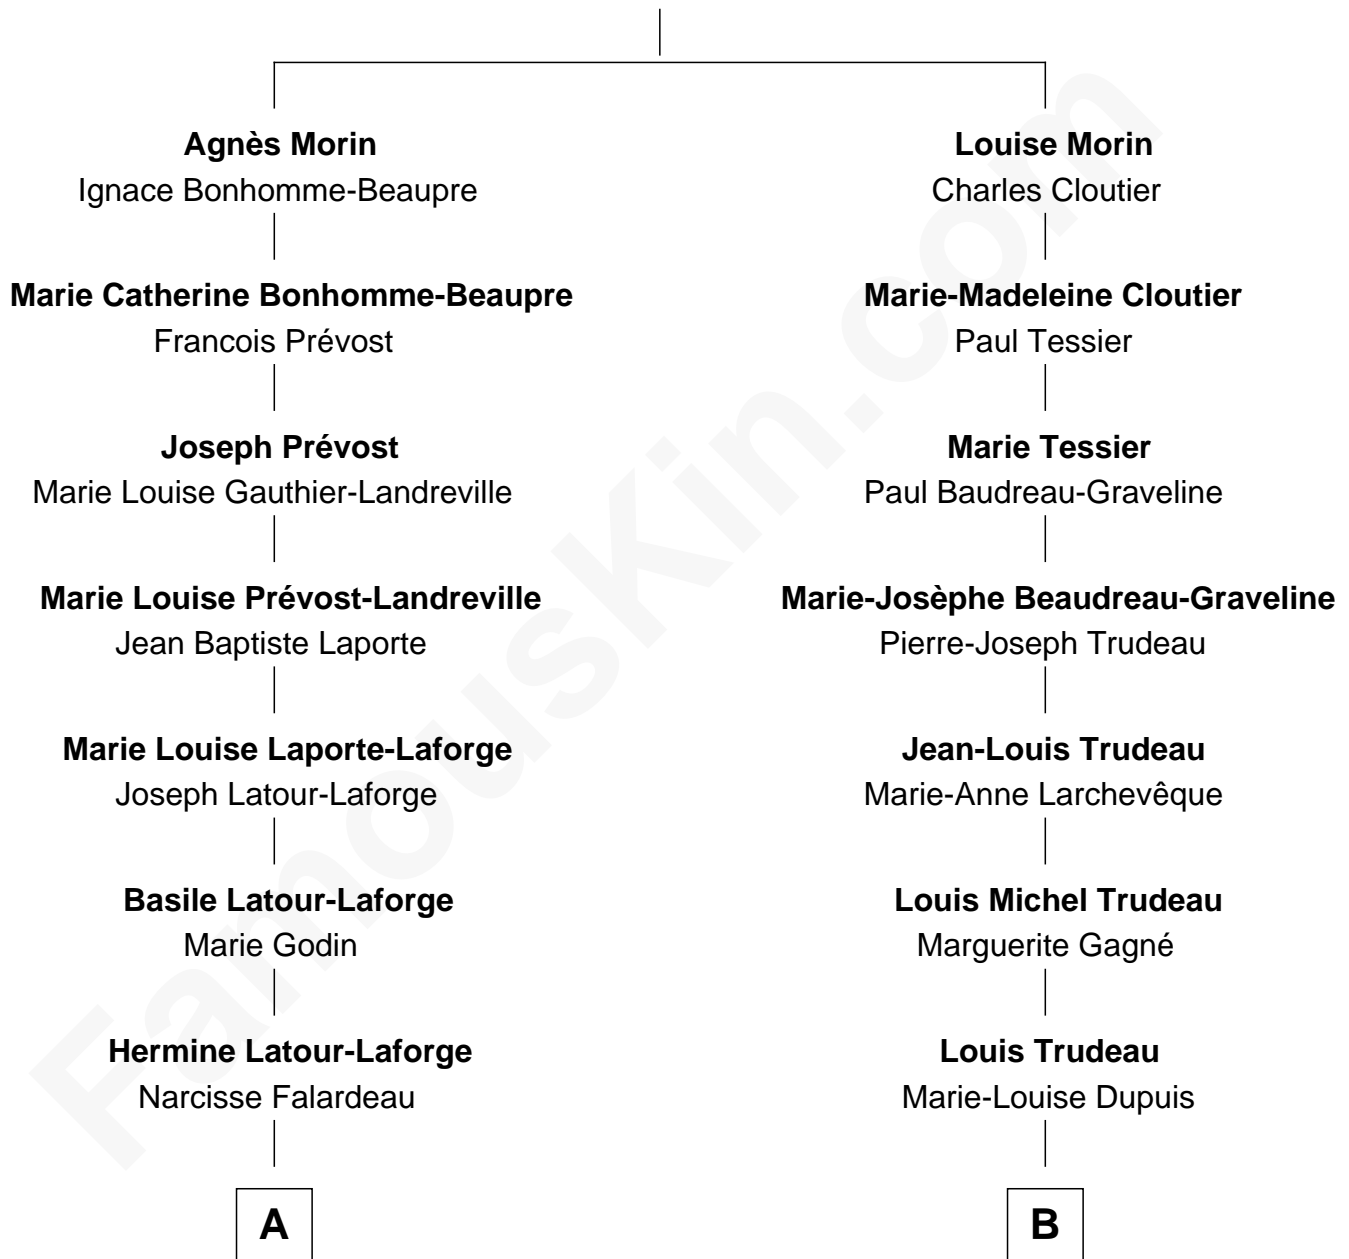 Agnès Morin
Ignace Bonhomme-Beaupre
Marie Catherine Bonhomme-Beaupre
Francois Prévost
Joseph Prévost
Marie Louise Gauthier-Landreville
Marie Louise Prévost-Landreville
Jean Baptiste Laporte
Marie Louise Laporte-Laforge
Joseph Latour-Laforge
Basile Latour-Laforge
Marie Godin
Hermine Latour-Laforge
Narcisse Falardeau
A
Louise Morin
Charles Cloutier
Marie-Madeleine Cloutier
Paul Tessier
Marie Tessier
Paul Baudreau-Graveline
Marie-Josèphe Beaudreau-Graveline
Pierre-Joseph Trudeau
Jean-Louis Trudeau
Marie-Anne Larchevêque
Louis Michel Trudeau
Marguerite Gagné
Louis Trudeau
Marie-Louise Dupuis
B
FamousKin.com